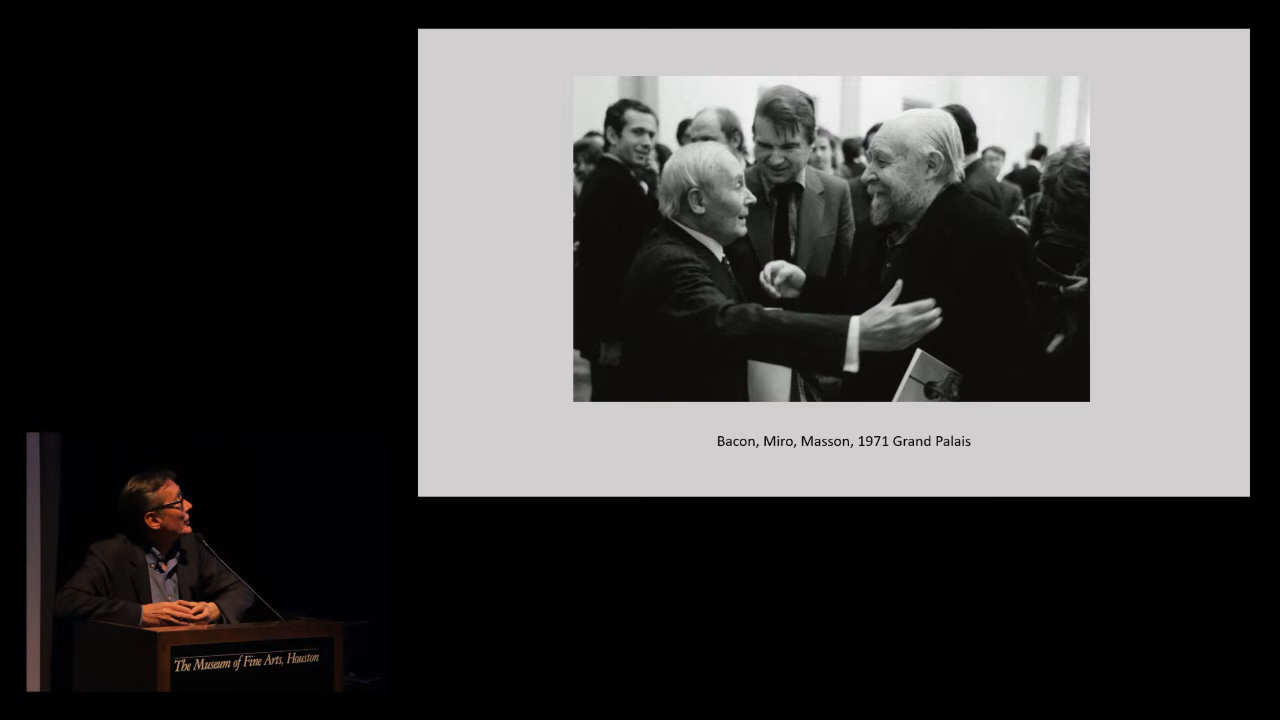 Bacon, Miro, Masson, 1971 Grand Palais
The Museum of Fine Arts, Houston